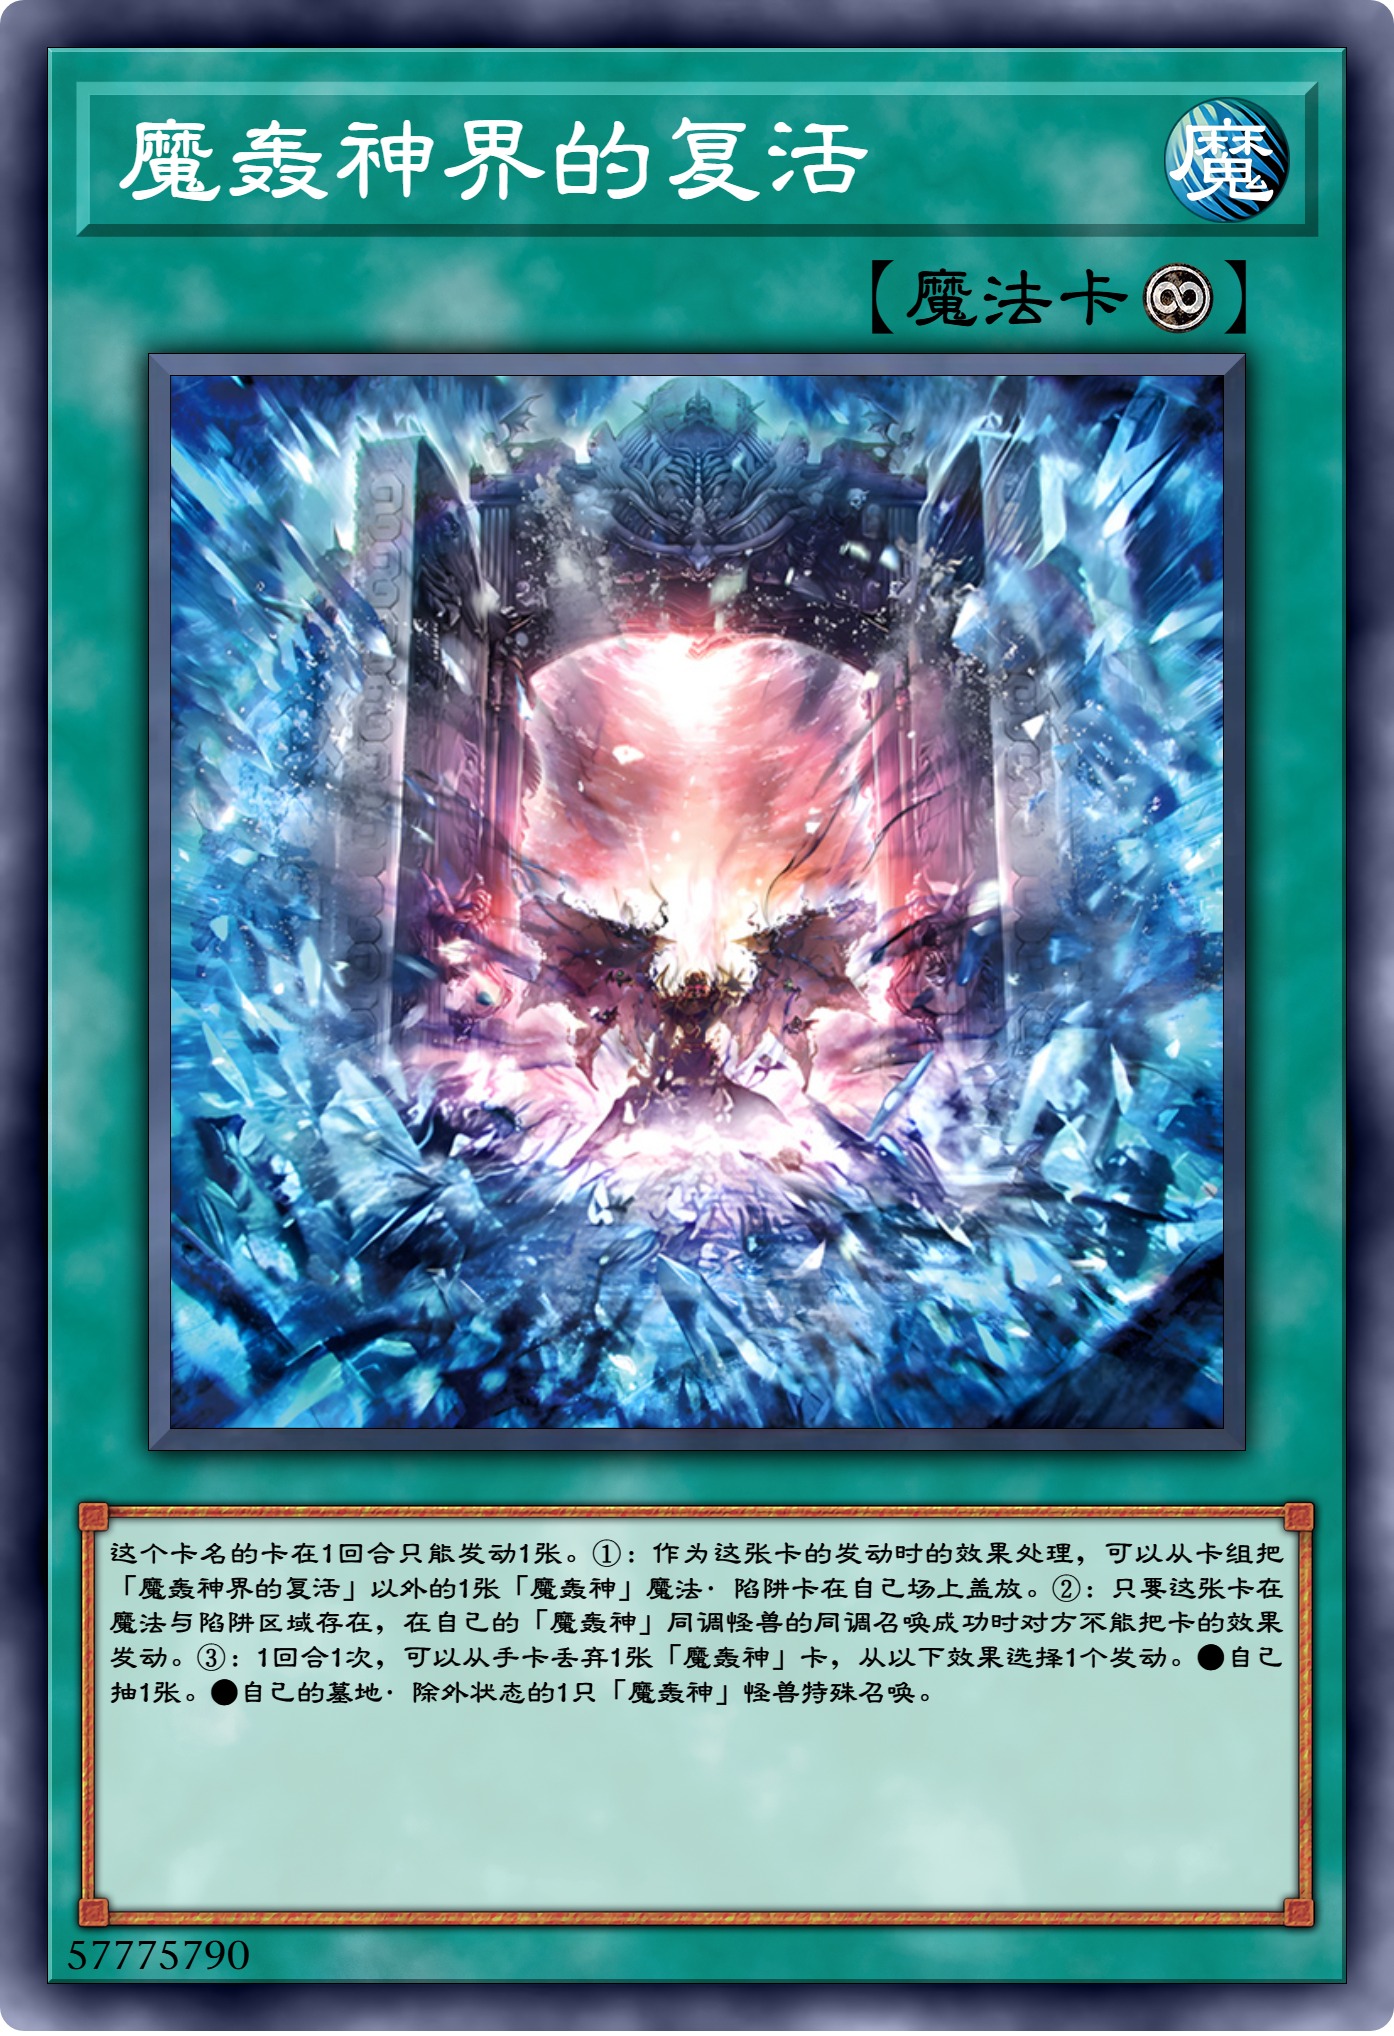 魔轰神界的复活
魔
【魔法卡∞】
这个卡名的卡在1回合只能发动1张。①：作为这张卡的发动时的效果处理，可以从卡组把
「魔轰神界的复活」以外的1张「魔轰神」魔法·陷阱卡在自己场上盖放。②：只要这张卡在
魔法与陷阱区域存在，在自己的「魔轰神」同调怪兽的同调召唤成功时对方不能把卡的效果
发动。③：1回合1次，可以从手卡丢弃1张「魔轰神」卡，从以下效果选择1个发动。●自己
抽1张。●自己的墓地·除外状态的1只「魔轰神」怪兽特殊召唤。
57775790